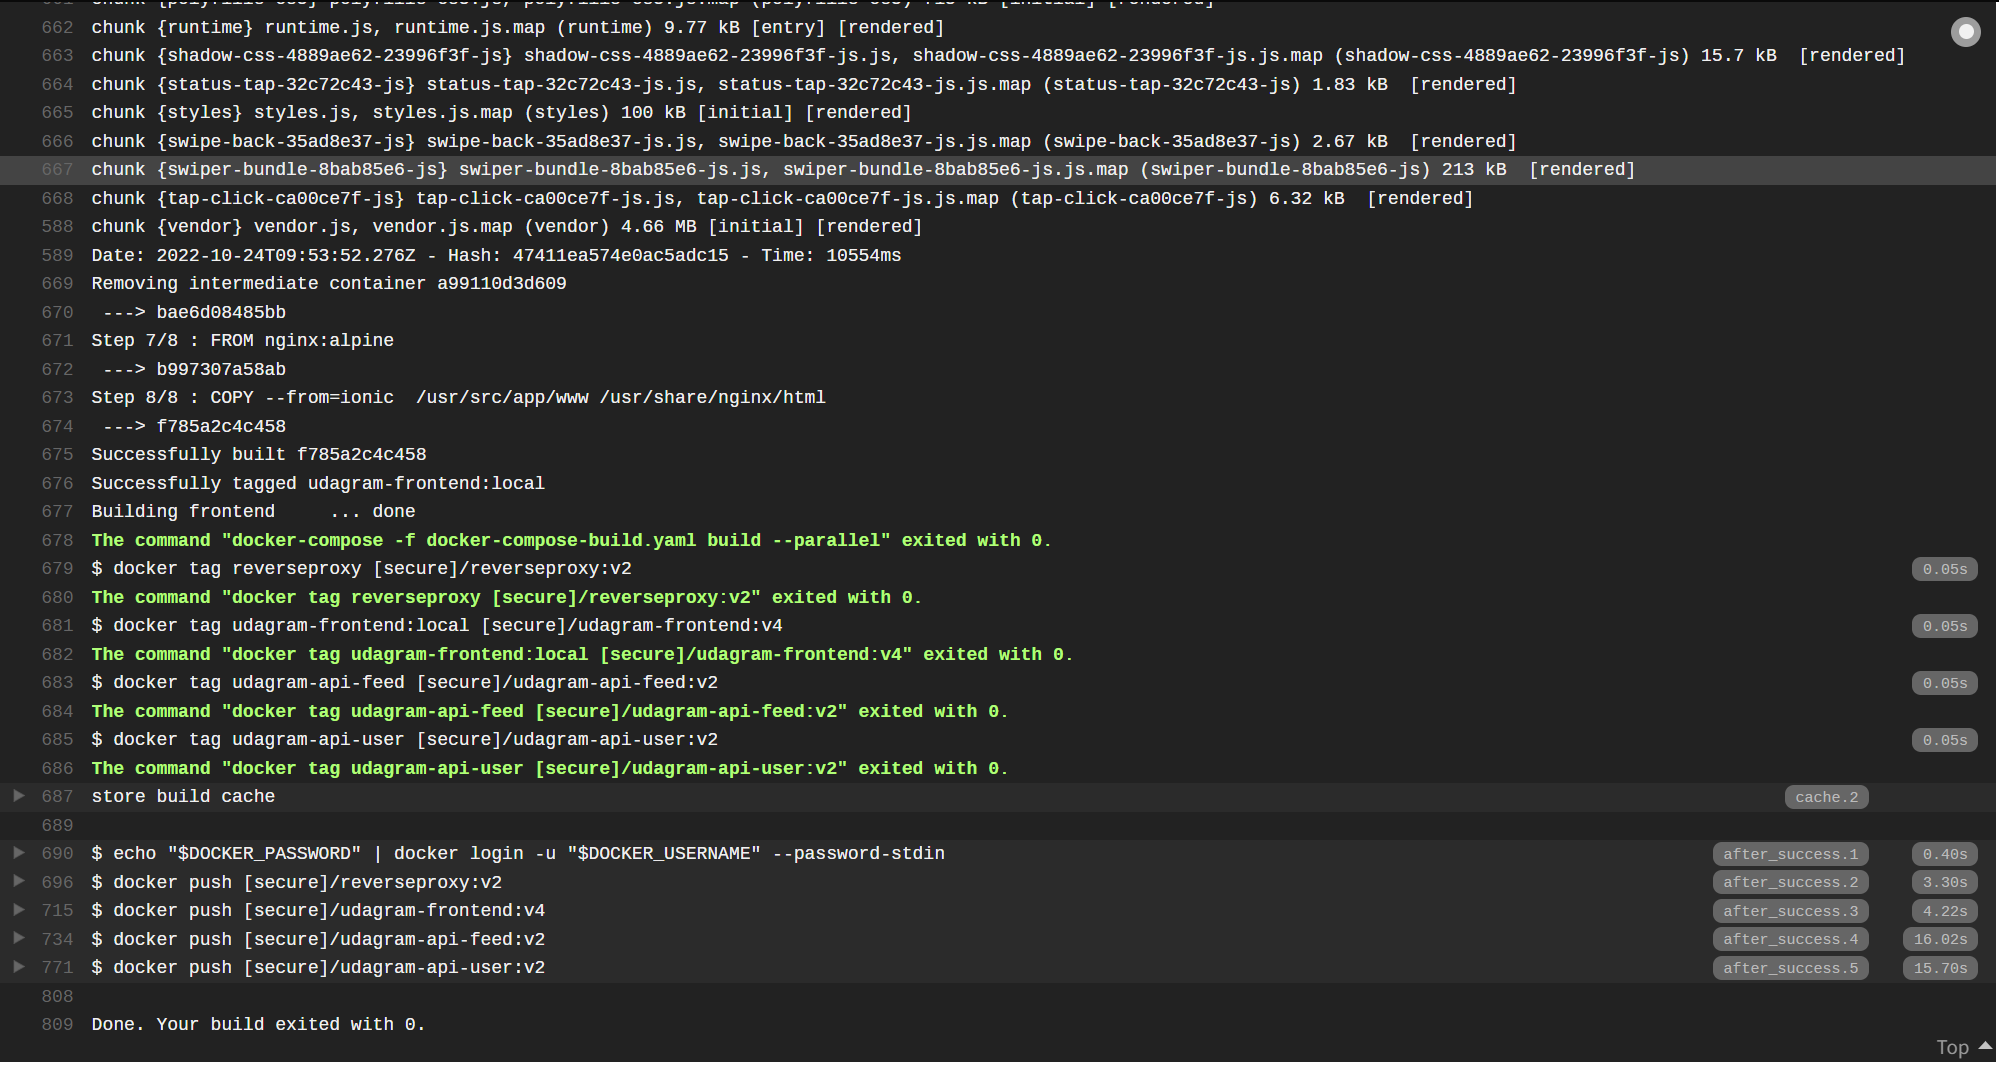 662 chunk {runtime} runtime.js, runtime.js.map (runtime) 9.77 kB [entry] [rendered]
663 chunk {shadow-css-4889ae62-23996f3f-js} shadow-css-4889ae62-23996f3f-js.js, shadow-css-4889ae62-23996f3f-js.js.map (shadow-css-4889ae62-23996f3f-js) 15.7 kB  [rendered]
664 chunk {status-tap-32c72c43-js} status-tap-32c72c43-js.js, status-tap-32c72c43-js.js.map (status-tap-32c72c43-js) 1.83 kB  [rendered]
665 chunk {styles} styles.js, styles.js.map (styles) 100 kB [initial] [rendered]
666 chunk {swipe-back-35ad8e37-js} swipe-back-35ad8e37-js.js, swipe-back-35ad8e37-js.js.map (swipe-back-35ad8e37-js) 2.67 kB  [rendered]
667 chunk {swiper-bundle-8bab85e6-js} swiper-bundle-8bab85e6-js.js, swiper-bundle-8bab85e6-js.js.map (swiper-bundle-8bab85e6-js) 213 kB  [rendered]
668 chunk {tap-click-ca00ce7f-js} tap-click-ca00ce7f-js.js, tap-click-ca00ce7f-js.js.map (tap-click-ca00ce7f-js) 6.32 kB  [rendered]
588 chunk {vendor} vendor.js, vendor.js.map (vendor) 4.66 MB [initial] [rendered]
589 Date: 2022-10-24T09:53:52.276Z - Hash: 47411ea574e0ac5adc15 - Time: 10554ms
669 Removing intermediate container a99110d3d609
670  ---> bae6d08485bb
671 Step 7/8 : FROM nginx:alpine
672  ---> b997307a58ab
673 Step 8/8 : COPY --from=ionic  /usr/src/app/www /usr/share/nginx/html
674  ---> f785a2c4c458
675 Successfully built f785a2c4c458
676 Successfully tagged udagram-frontend:local
677 Building frontend     ... done
678 The command "docker-compose -f docker-compose-build.yaml build --parallel" exited with 0.
679 $ docker tag reverseproxy [secure]/reverseproxy:v2 0.05s
680 The command "docker tag reverseproxy [secure]/reverseproxy:v2" exited with 0.
681 $ docker tag udagram-frontend:local [secure]/udagram-frontend:v4 0.05s
682 The command "docker tag udagram-frontend:local [secure]/udagram-frontend:v4" exited with 0.
683 $ docker tag udagram-api-feed [secure]/udagram-api-feed:v2 0.05s
684 The command "docker tag udagram-api-feed [secure]/udagram-api-feed:v2" exited with 0.
685 $ docker tag udagram-api-user [secure]/udagram-api-user:v2 0.05s
686 The command "docker tag udagram-api-user [secure]/udagram-api-user:v2" exited with 0.
687 store build cache cache.2
689
690 $ echo "$DOCKER_PASSWORD" | docker login -u "$DOCKER_USERNAME" --password-stdin after_success.1 0.40s
696 $ docker push [secure]/reverseproxy:v2 after_success.2 3.30s
715 $ docker push [secure]/udagram-frontend:v4 after_success.3 4.22s
734 $ docker push [secure]/udagram-api-feed:v2 after_success.4 16.02s
771 $ docker push [secure]/udagram-api-user:v2 after_success.5 15.70s
808
809 Done. Your build exited with 0.
Top